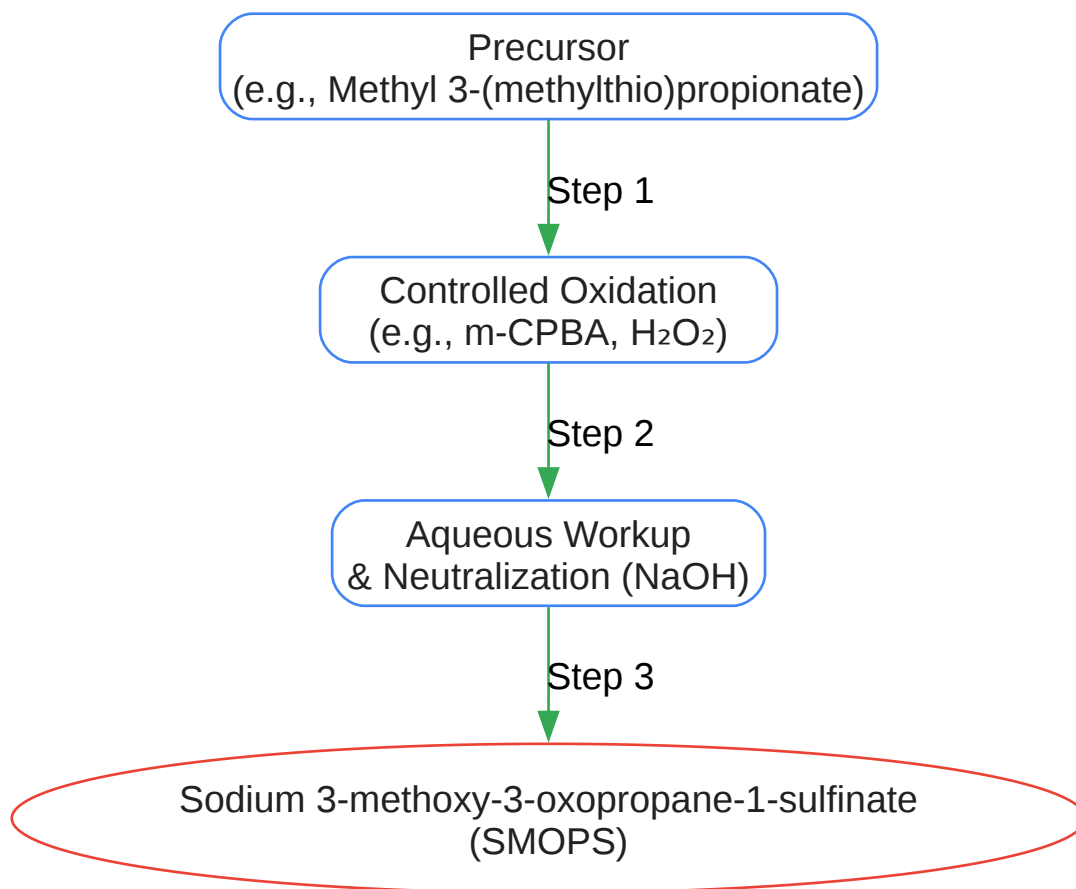 Precursor
(e.g., Methyl 3-(methylthio)propionate)
Step 1
Controlled Oxidation
(e.g., m-CPBA, H₂O₂)
Step 2
Aqueous Workup
& Neutralization (NaOH)
Step 3
Sodium 3-methoxy-3-oxopropane-1-sulfinate
(SMOPS)